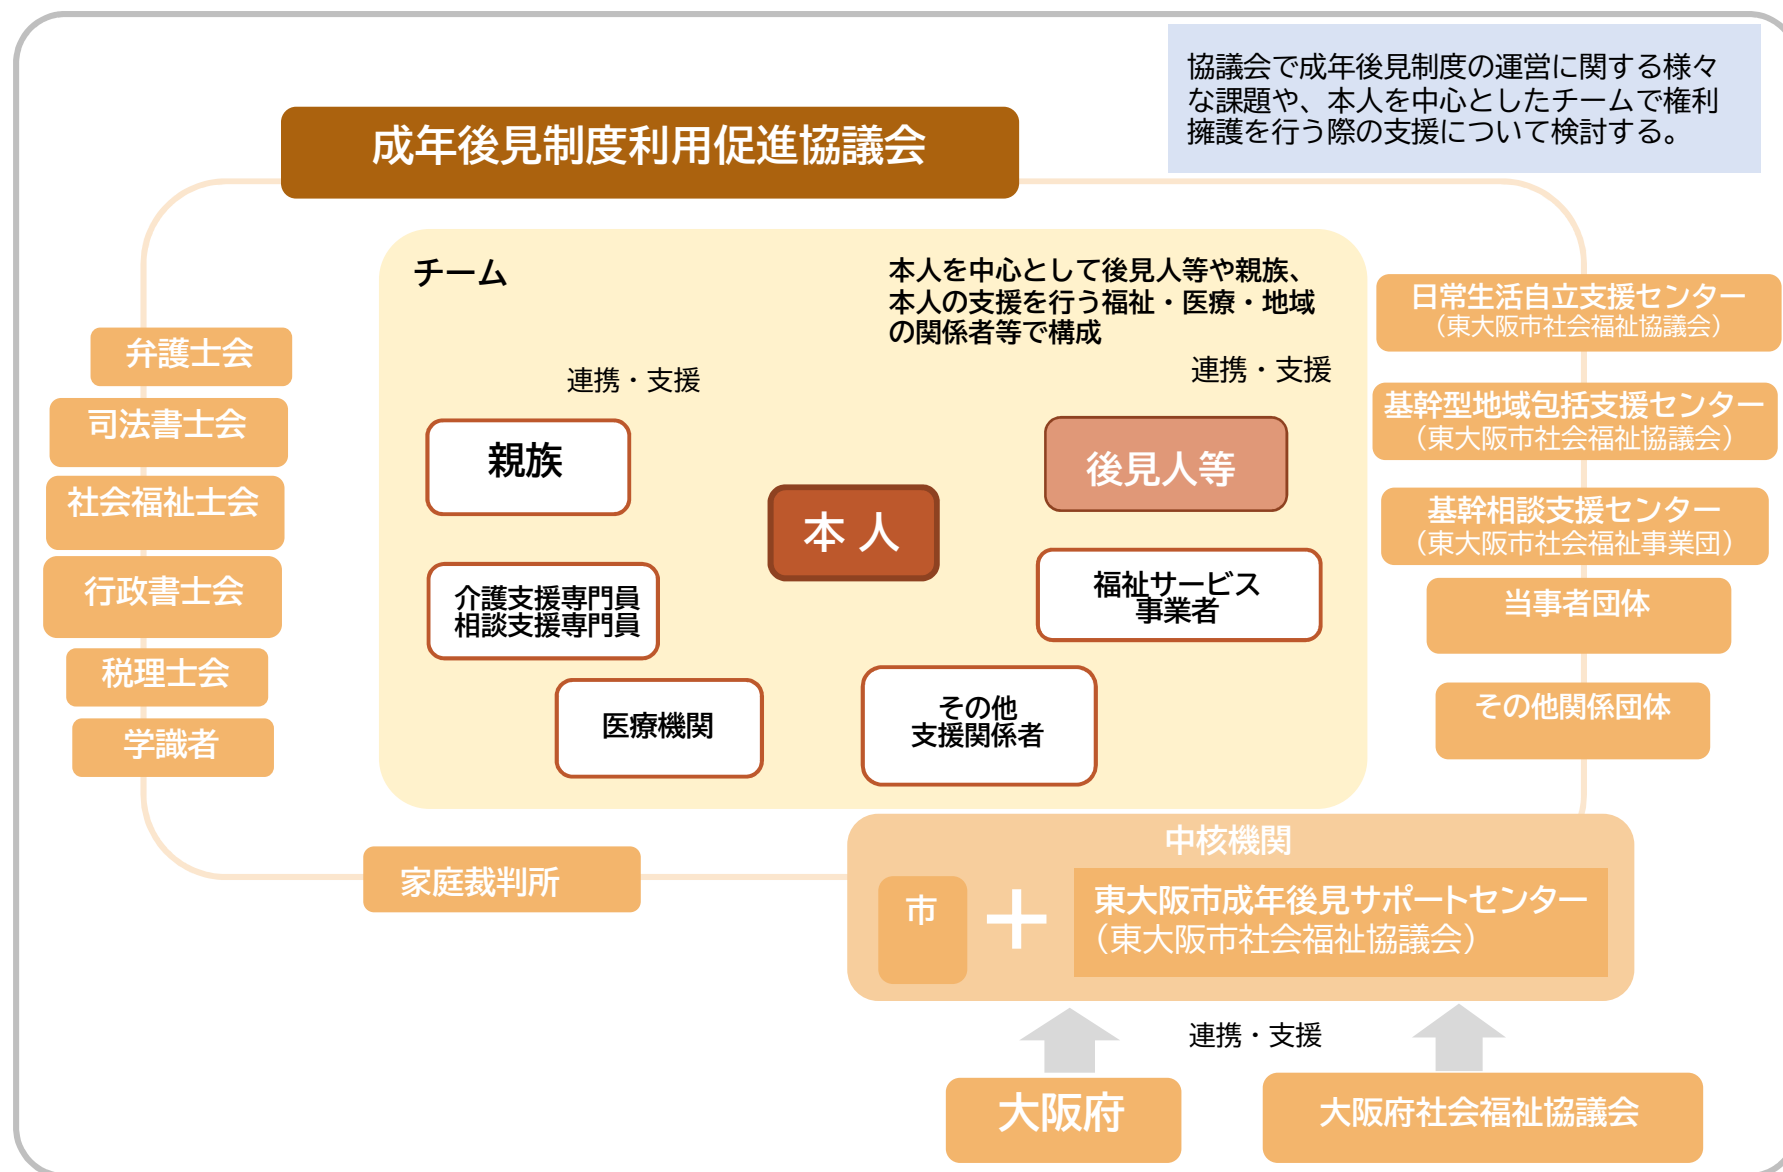 協議会で成年後見制度の運営に関する様々
な課題や、本人を中心としたチームで権利
擁護を行う際の支援について検討する。
成年後見制度利用促進協議会
チーム
本人を中心として後見人等や親族、
本人の支援を行う福祉・医療・地域
の関係者等で構成
連携・支援
連携・支援
親族
後見人等
本 人
介護支援専門員
相談支援専門員
福祉サービス
事業者
医療機関
その他
支援関係者
弁護士会
司法書士会
社会福祉士会
行政書士会
税理士会
学識者
日常生活自立支援センター
（東大阪市社会福祉協議会）
基幹型地域包括支援センター
（東大阪市社会福祉協議会）
基幹相談支援センター
（東大阪市社会福祉事業団）
当事者団体
その他関係団体
家庭裁判所
中核機関
市
＋
東大阪市成年後見サポートセンター
（東大阪市社会福祉協議会）
連携・支援
大阪府
大阪府社会福祉協議会